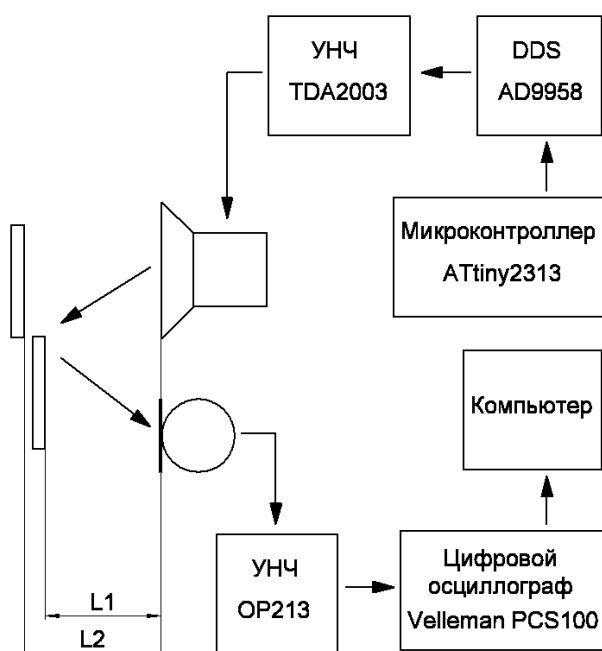 УНЧ
TDA2003
DDS
AD9958
Микроконтроллер
ATtiny2313
Компьютер
УНЧ
OP213
Цифровой
осциллограф
Velleman PCS100
L1
L2